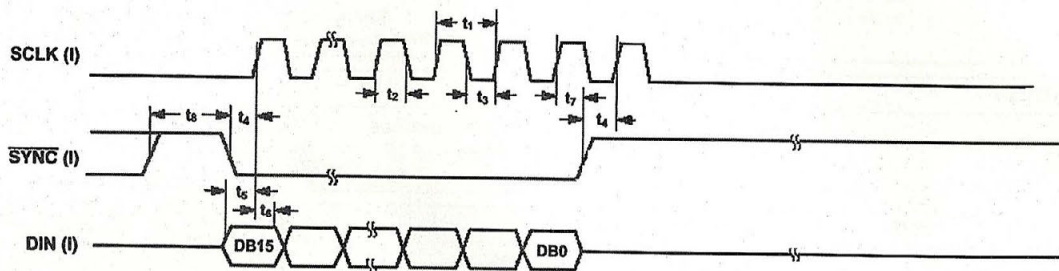 t1
SCLK (I)
t2
t3
t7
t8
t4
t4
SYNC (I)
t5
t6
DIN (I)
DB15
DB0